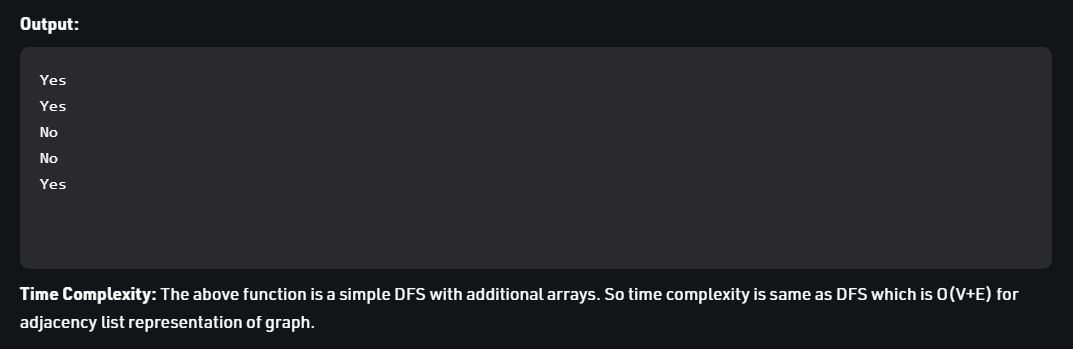 Output:
Yes
Yes
No
No
Yes
Time Complexity: The above function is a simple DFS with additional arrays. So time complexity is same as DFS which is O(V+E) for
adjacency list representation of graph.